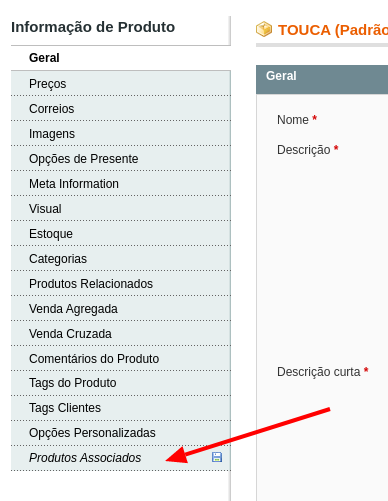 Informação de Produto
Geral
Preços
Correios
Imagens
Opções de Presente
Meta Information
Visual
Estoque
Categorias
Produtos Relacionados
Venda Agregada
Venda Cruzada
Comentários do Produto
Tags do Produto
Tags Clientes
Opções Personalizadas
Produtos Associados
TOUCA (Padrão
Geral
Nome *
Descrição *
Descrição curta *